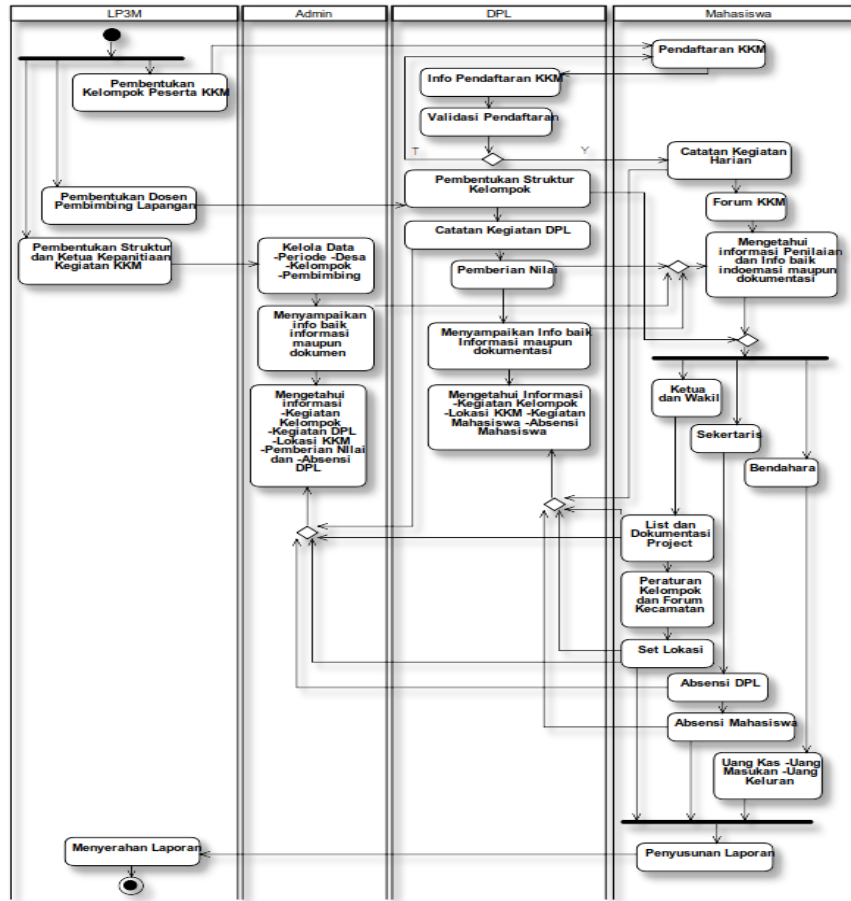 LP3M
Admin
DPL
Mahasiswa
Pembentukan
Kelompok Peserta KKM
Pembentukan Dosen
Pembimbing Lapangan
Pembentukan Struktur
dan Ketua Kepanitiaan
Kegiatan KKM
Menyerahan Laporan
Kelola Data
-Periode -Desa
-Kelompok
-Pembimbing
Menyampaikan
info baik
informasi
maupun
dokumen
Mengetahui
informasi
-Kegiatan
Kelompok
-Kegiatan DPL
-Lokasi KKM
-Pemberian NIlai
dan -Absensi
DPL
Info Pendaftaran KKM
Validasi Pendaftaran
T
Y
Pembentukan Struktur
Kelompok
Catatan Kegiatan DPL
Pemberian Nilai
Menyampaikan Info baik
Informasi maupun
dokumentasi
Mengetahui Informasi
-Kegiatan Kelompok
-Lokasi KKM -Kegiatan
Mahasiswa -Absensi
Mahasiswa
Pendaftaran KKM
Catatan Kegiatan
Harian
Forum KKM
Mengetahui
informasi Penilaian
dan Info baik
indoemasi maupun
dokumentasi
Ketua
dan Wakil
Sekertaris
Bendahara
List dan
Dokumentasi
Project
Peraturan
Kelompok
dan Forum
Kecamatan
Set Lokasi
Absensi DPL
Absensi Mahasiswa
Uang Kas -Uang
Masukan -Uang
Keluran
Penyusunan Laporan